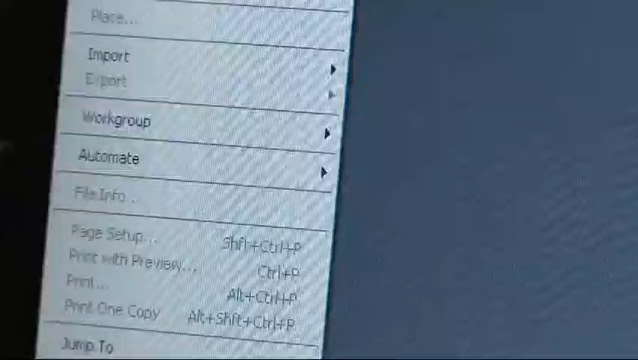 Place...
Import
Export
Workgroup
Automate
File Info...
Page Setup... Shft+Ctrl+P
Print with Preview... Ctrl+P
Print... Alt+Ctrl+P
Print One Copy Alt+Shft+Ctrl+P
Jump To